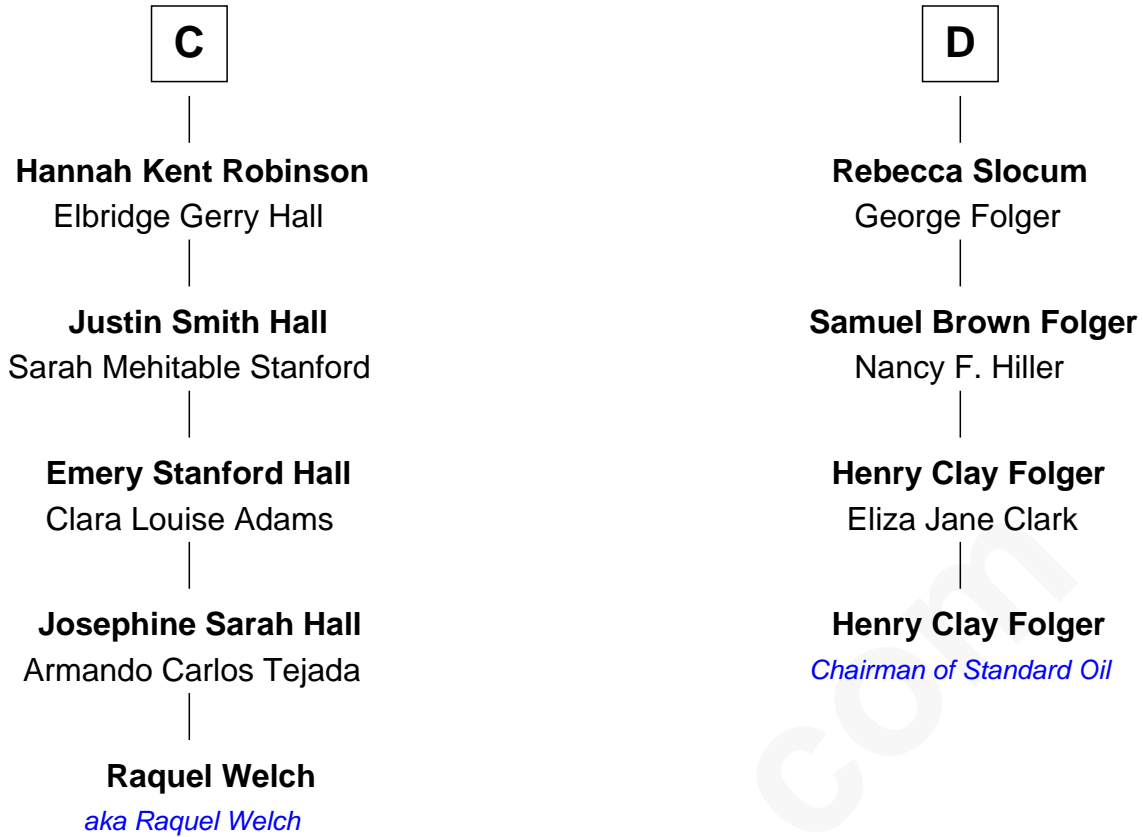 C
Hannah Kent Robinson
Elbridge Gerry Hall
Justin Smith Hall
Sarah Mehitable Stanford
Emery Stanford Hall
Clara Louise Adams
Josephine Sarah Hall
Armando Carlos Tejada
Raquel Welch
aka Raquel Welch
D
Rebecca Slocum
George Folger
Samuel Brown Folger
Nancy F. Hiller
Henry Clay Folger
Eliza Jane Clark
Henry Clay Folger
Chairman of Standard Oil
com